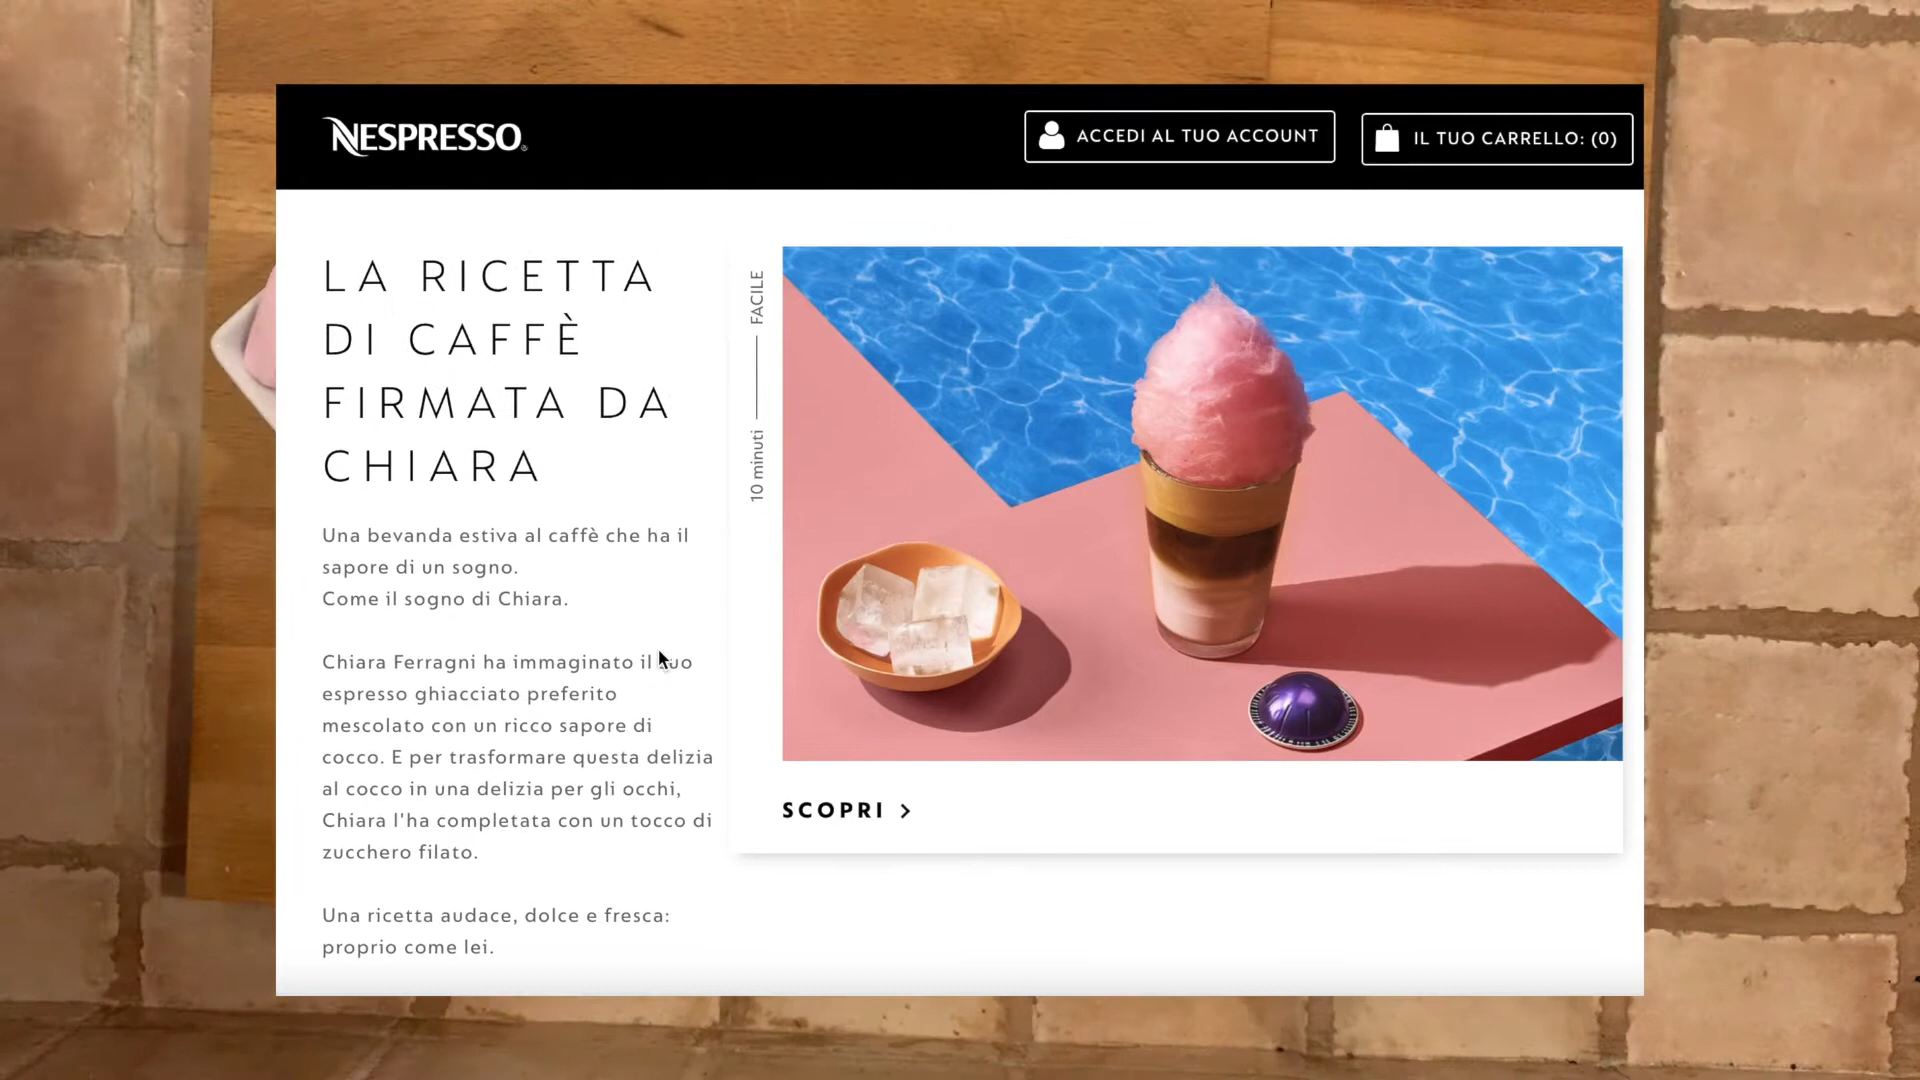 NESPRESSO
ACCEDI AL TUO ACCOUNT
IL TUO CARRELLO: (0)
LA RICETTA
DI CAFFÈ
FIRMATA DA
CHIARA
Una bevanda estiva al caffè che ha il
sapore di un sogno.
Come il sogno di Chiara.
Chiara Ferragni ha immaginato il suo
espresso ghiacciato preferito
mescolato con un ricco sapore di
cocco. E per trasformare questa delizia
al cocco in una delizia per gli occhi,
Chiara l'ha completata con un tocco di
zucchero filato.
Una ricetta audace, dolce e fresca:
proprio come lei.
10 minuti
FACILE
SCOPRI